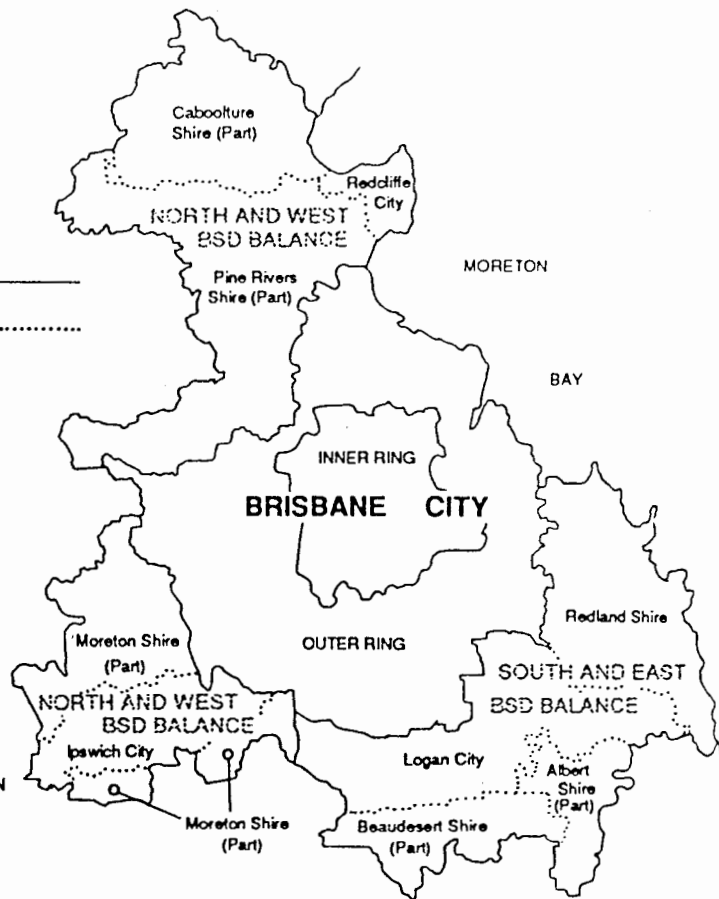 Caboolture
Shire (Part)
Redcliffe
City
NORTH AND WEST
BSD BALANCE
Pine Rivers
Shire (Part)
MORETON
BAY
INNER RING
BRISBANE CITY
Redland Shire
Moreton Shire
(Part)
OUTER RING
SOUTH AND EAST
BSD BALANCE
NORTH AND WEST
BSD BALANCE
Ipswich City
Logan City
Albert
Shire
(Part)
N
Moreton Shire
(Part)
Beaudesert Shire
(Part)